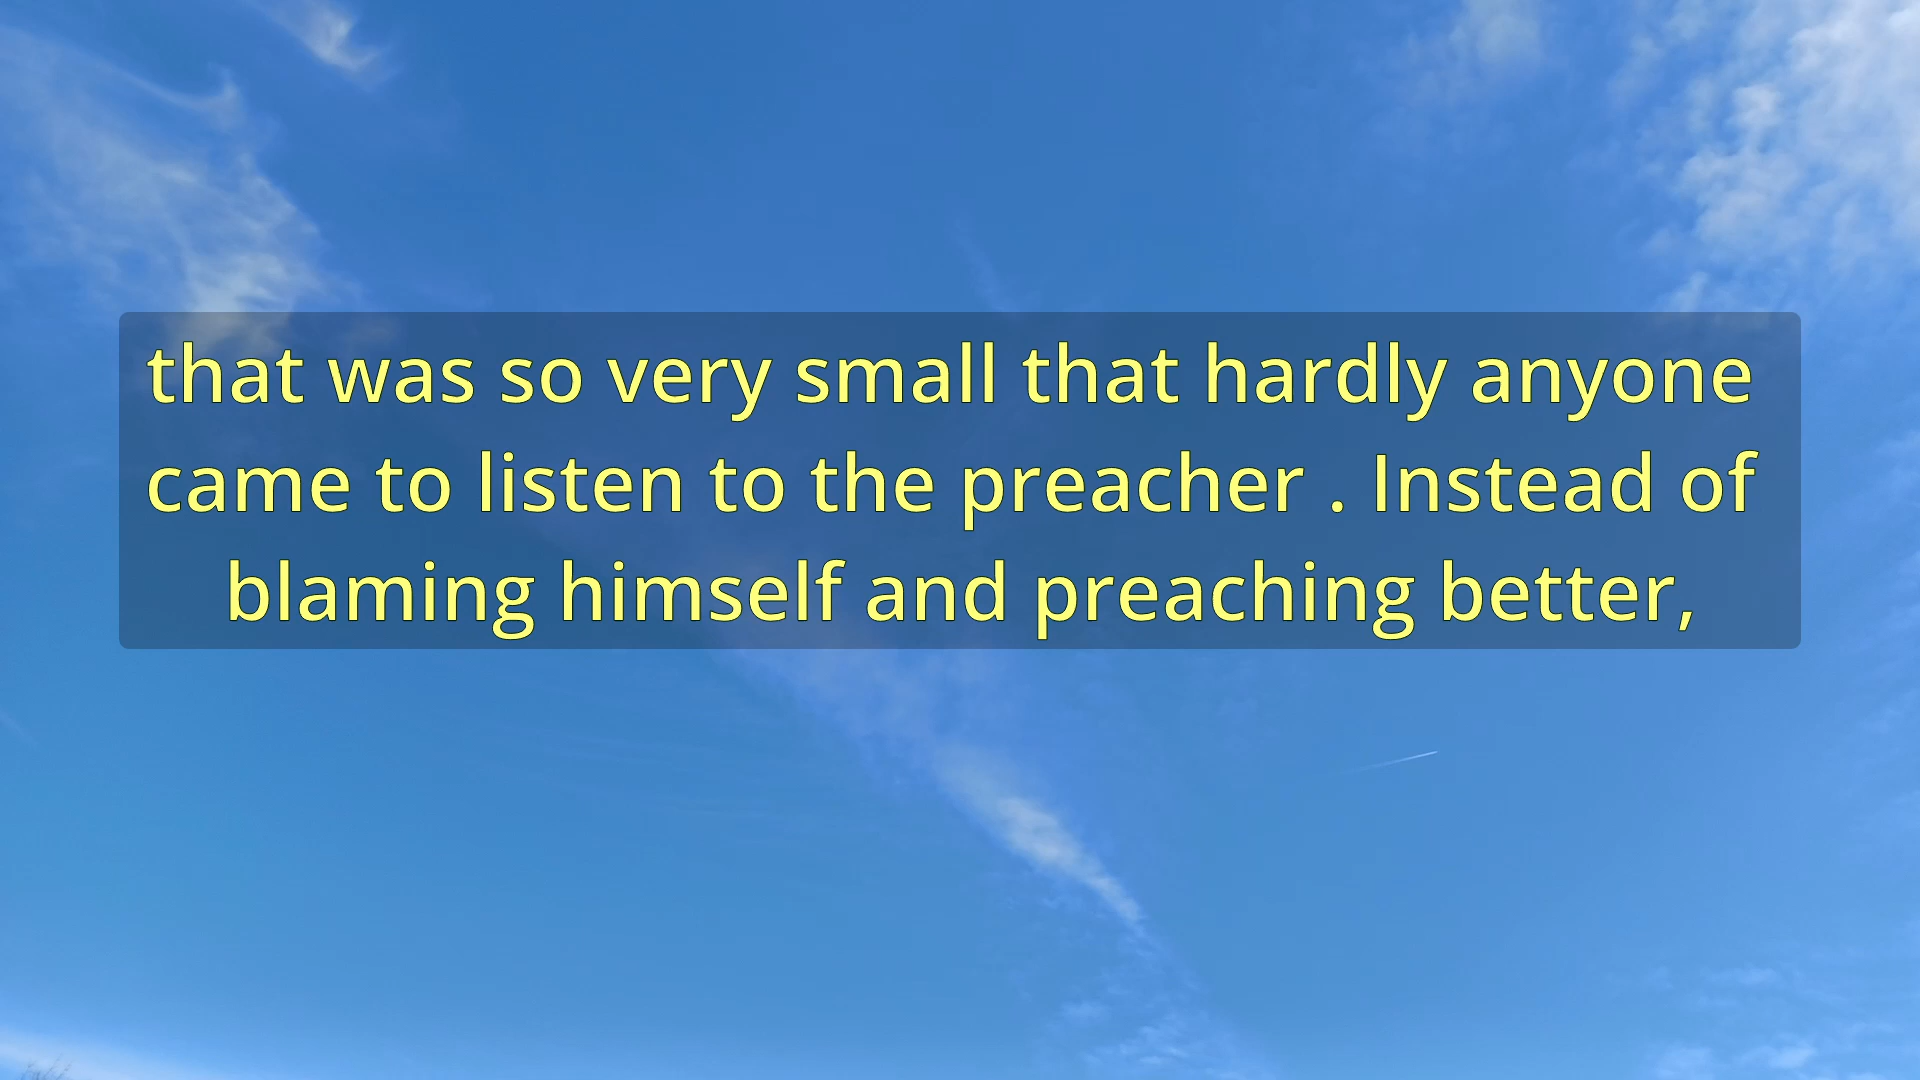 that was so very small that hardly anyone
came to listen to the preacher . Instead of
blaming himself and preaching better,